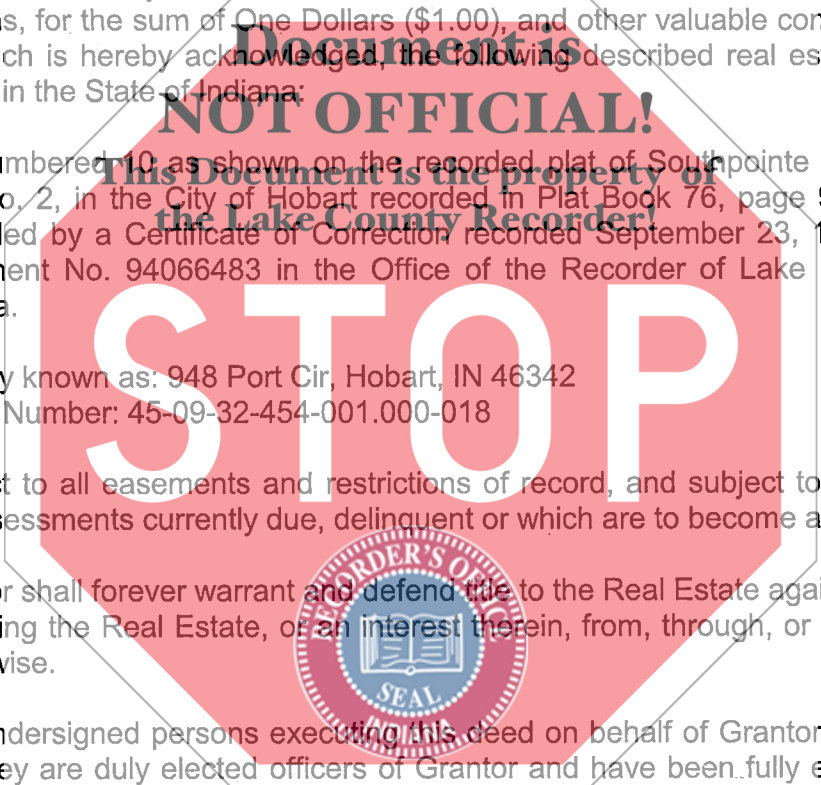 s, for the sum of One Dollars ($1.00), and other valuable con
Document is
ch is hereby acknowledged, the following described real es
in the State of Indiana:
NOT OFFICIAL!
mbered 10 as shown on the recorded plat of Southpointe
This Document is the property of
o. 2, in the City of Hobart recorded in Plat Book 76, page 9
the Lake County Recorder!
led by a Certificate of Correction recorded September 23, 1
ent No. 94066483 in the Office of the Recorder of Lake
a.
STOP
y known as: 948 Port Cir, Hobart, IN 46342
Number: 45-09-32-454-001.000-018
t to all easements and restrictions of record, and subject to
essments currently due, delinquent or which are to become a
r shall forever warrant and defend title to the Real Estate agai
ing the Real Estate, or an interest therein, from, through, or
wise.
RECORDER'S OFFICE
SEAL
INDIANA
ndersigned persons executing this deed on behalf of Grantor
ey are duly elected officers of Grantor and have been fully e